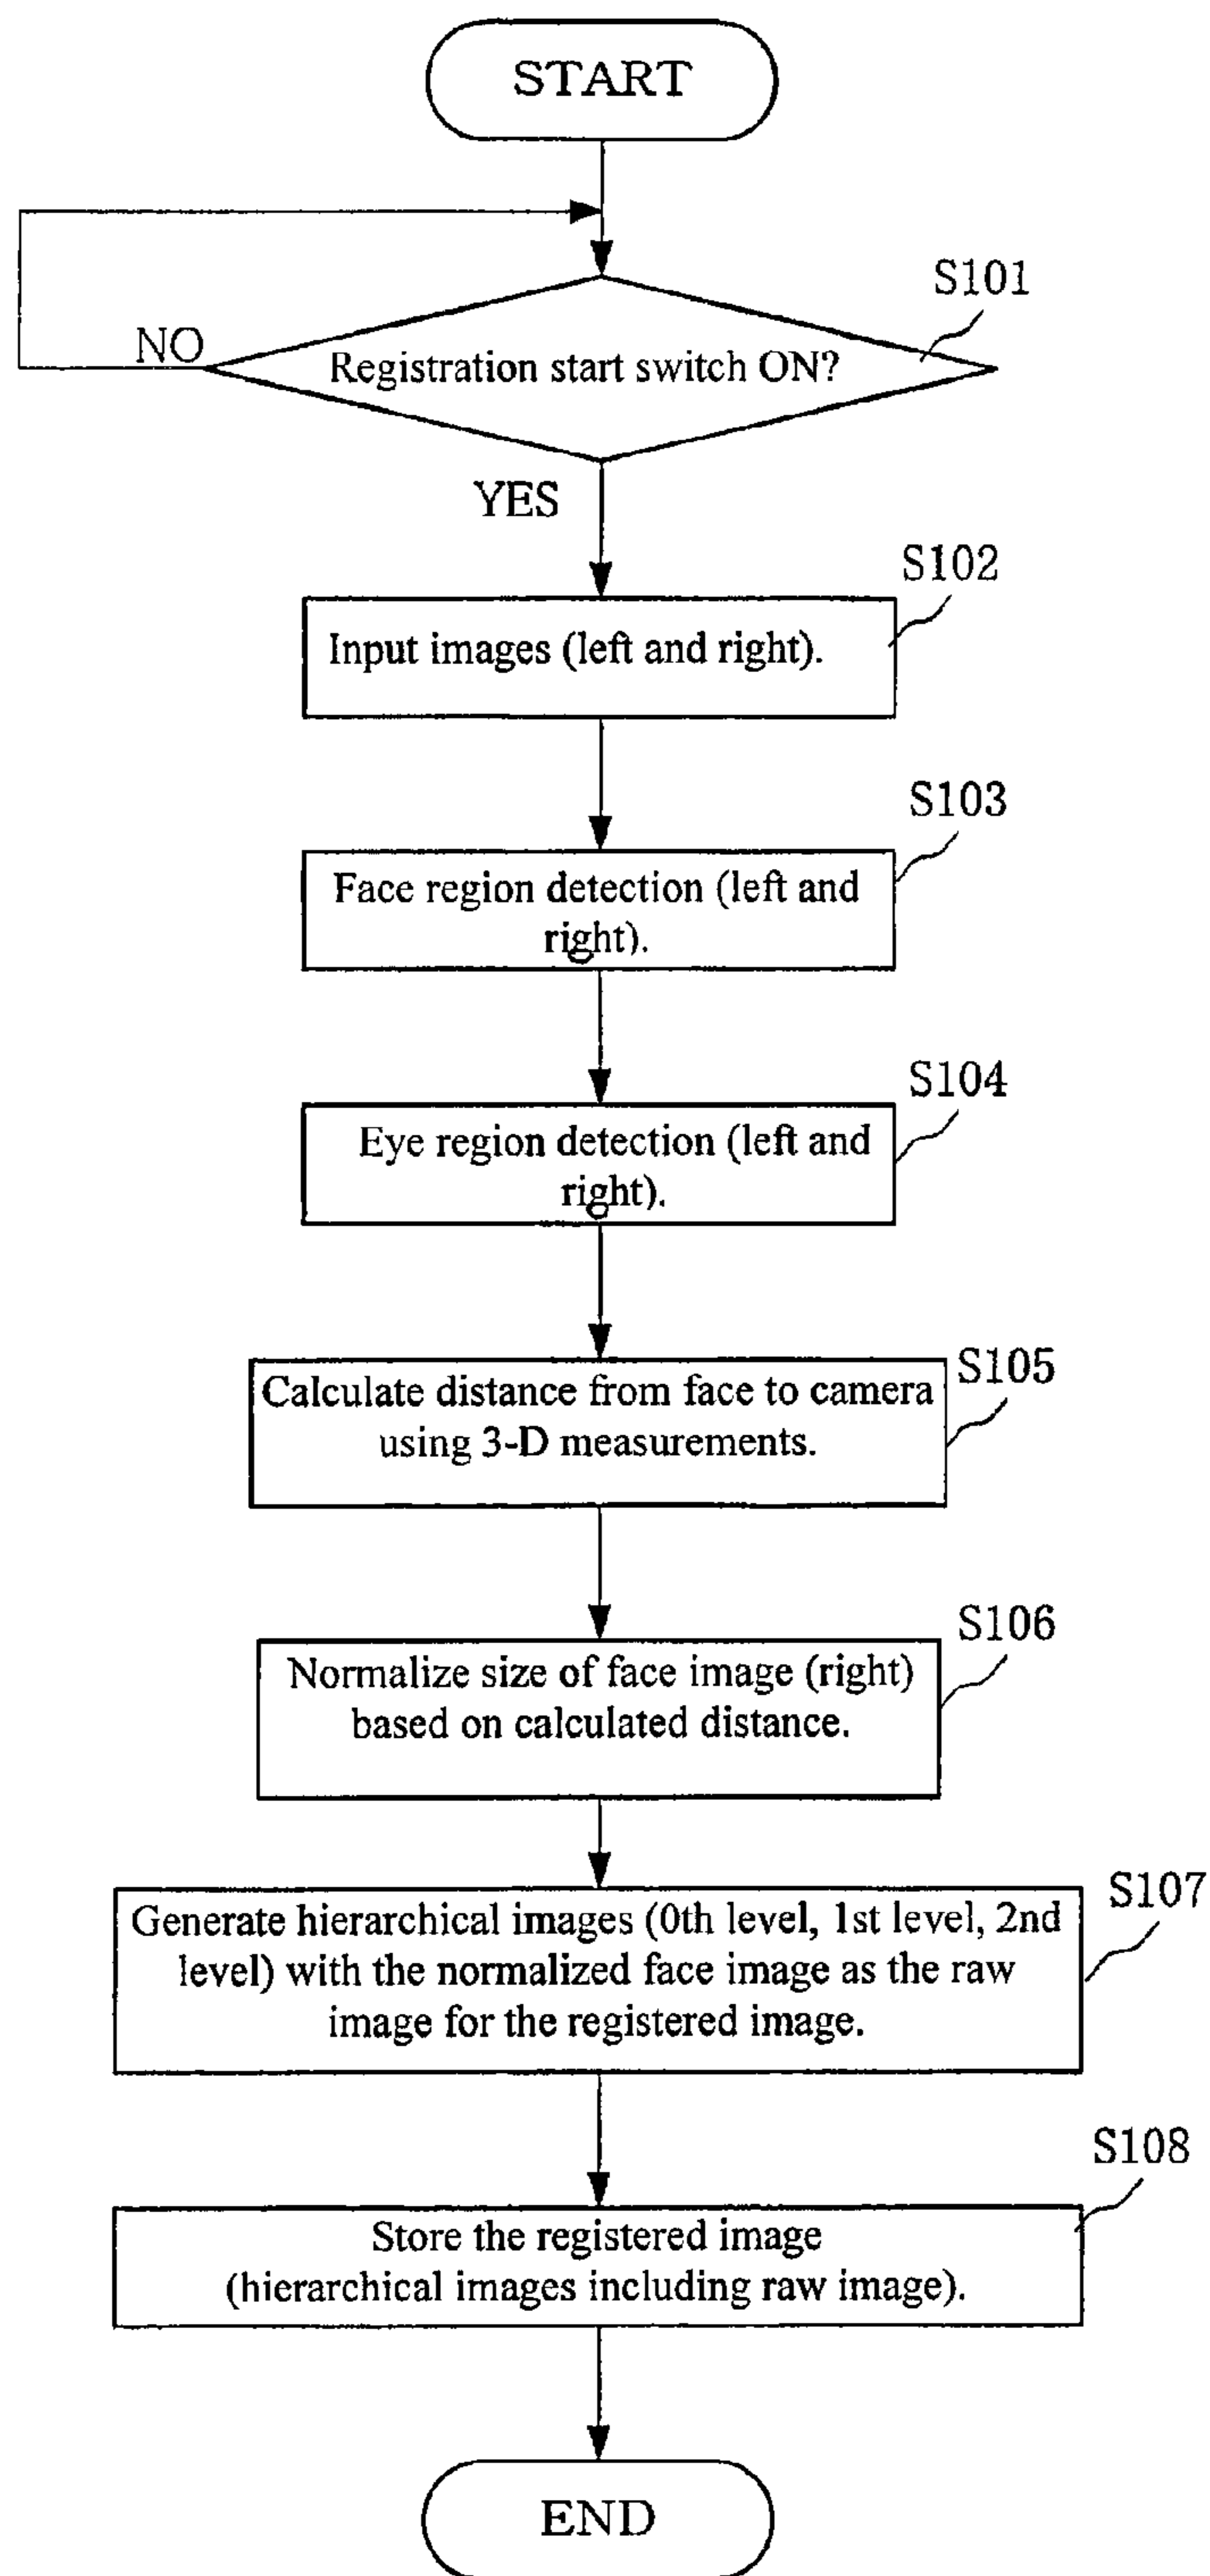 START
S101
NO
Registration start switch ON?
YES
S102
Input images (left and right).
S103
Face region detection (left and
right).
S104
Eye region detection (left and
right).
S105
Calculate distance from face to camera
using 3-D measurements.
S106
Normalize size of face image (right)
based on calculated distance.
S107
Generate hierarchical images (0th level, 1st level, 2nd
level) with the normalized face image as the raw
image for the registered image.
S108
Store the registered image
(hierarchical images including raw image).
END